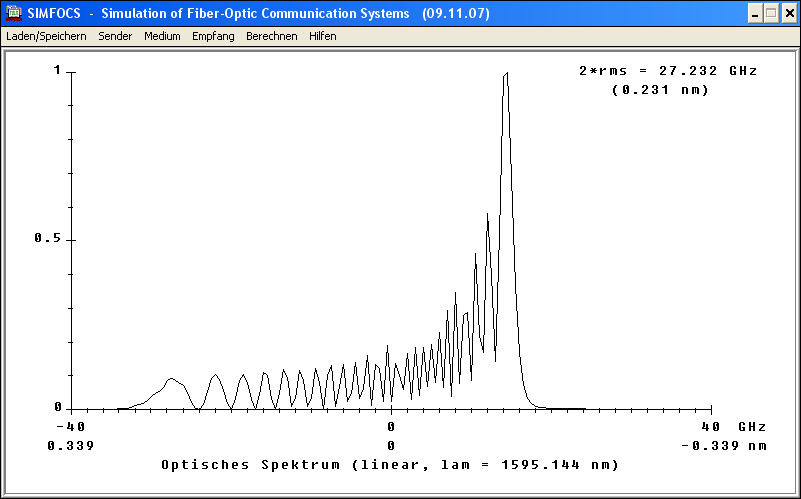 SIMFOCS - Simulation of Fiber-Optic Communication Systems (09.11.07)
Laden/Speichern Sender Medium Empfang Berechnen Hilfen
1
2*rms = 27.232 GHz
(0.231 nm)
0.5
0
-40 0 40 GHz
0.339 0 -0.339 nm
Optisches Spektrum (linear, lam = 1595.144 nm)